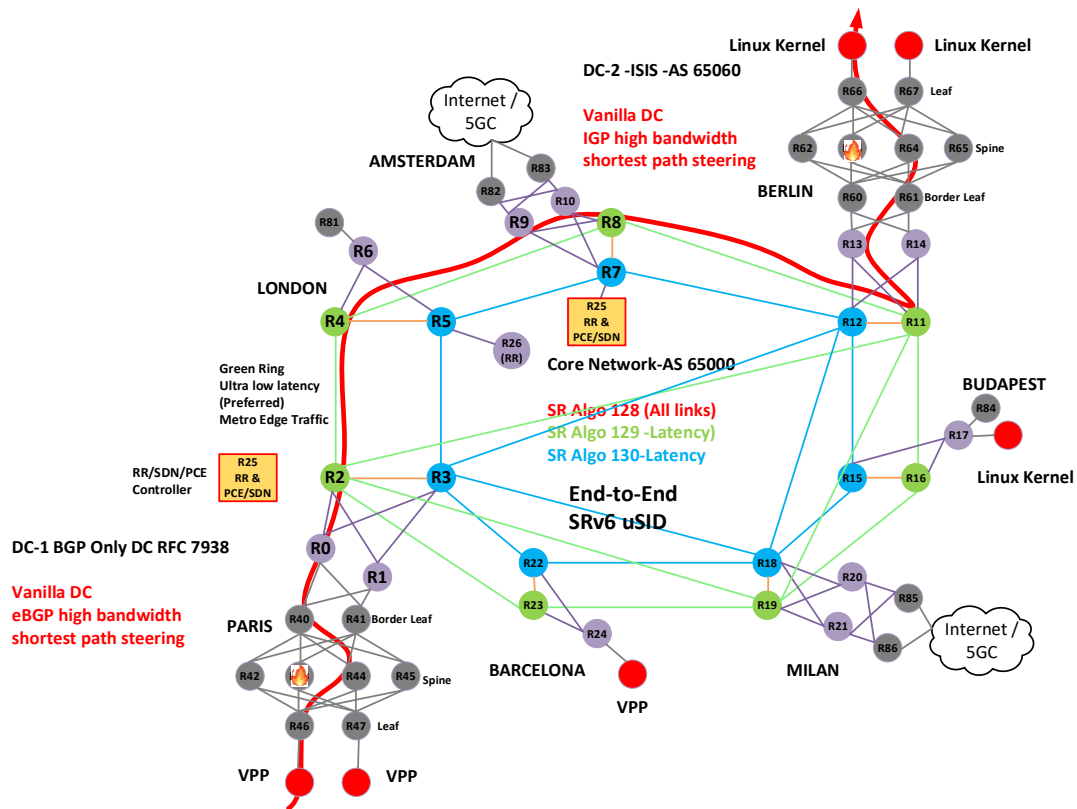 Linux Kernel
Linux Kernel
DC-2 -ISIS -AS 65060
Internet /
5GC
R66
R67
Leaf
Vanilla DC
IGP high bandwidth
shortest path steering
AMSTERDAM
R83
R82
R62
R64
R65
Spine
BERLIN
R10
R9
R8
R60
R61
Border Leaf
R81
R6
R13
R14
R7
LONDON
R25
RR &
PCE/SDN
R4
R5
R12
R11
R26
(RR)
Core Network-AS 65000
Green Ring
Ultra low latency
(Preferred)
Metro Edge Traffic
BUDAPEST
R84
SR Algo 128 (All links)
SR Algo 129 -Latency)
SR Algo 130-Latency
R17
RR/SDN/PCE
Controller
R25
RR &
PCE/SDN
R2
R3
R15
R16
Linux Kernel
End-to-End
SRv6 uSID
DC-1 BGP Only DC RFC 7938
R0
R1
R22
R18
R20
R85
Vanilla DC
eBGP high bandwidth
shortest path steering
R23
R19
R21
R86
Internet /
5GC
PARIS
R40
R41
Border Leaf
R24
BARCELONA
MILAN
R42
R44
R45
Spine
VPP
R46
R47
Leaf
VPP
VPP